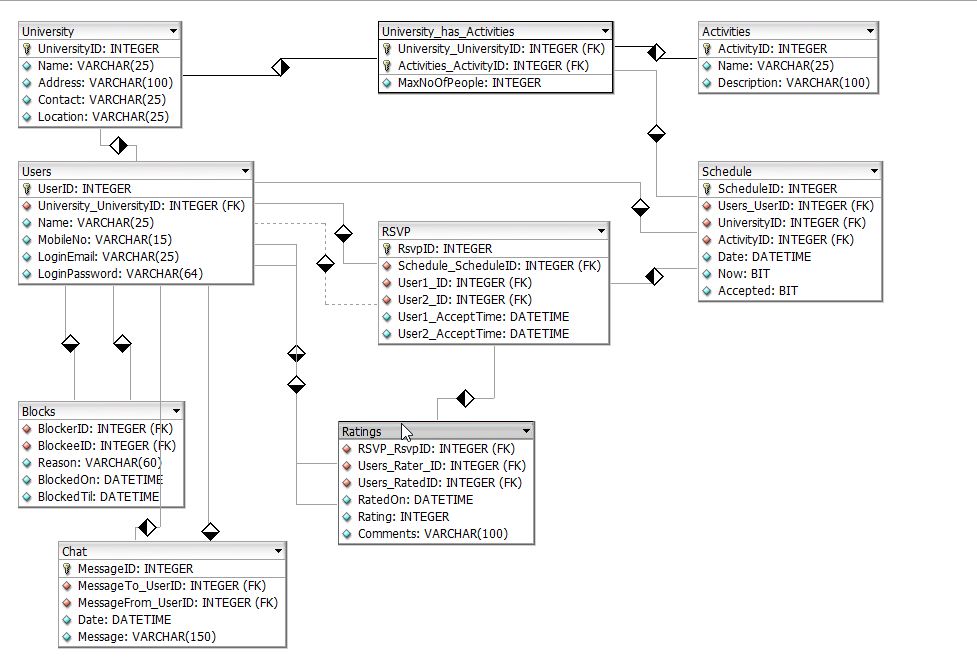 University
UniversityID: INTEGER
Name: VARCHAR(25)
Address: VARCHAR(100)
Contact: VARCHAR(25)
Location: VARCHAR(25)
University_has_Activities
University_UniversityID: INTEGER (FK)
Activities_ActivityID: INTEGER (FK)
MaxNoOfPeople: INTEGER
Activities
ActivityID: INTEGER
Name: VARCHAR(25)
Description: VARCHAR(100)
Users
UserID: INTEGER
University_UniversityID: INTEGER (FK)
Name: VARCHAR(25)
MobileNo: VARCHAR(15)
LoginEmail: VARCHAR(25)
LoginPassword: VARCHAR(64)
RSVP
RsvpID: INTEGER
Schedule_ScheduleID: INTEGER (FK)
User1_ID: INTEGER (FK)
User2_ID: INTEGER (FK)
User1_AcceptTime: DATETIME
User2_AcceptTime: DATETIME
Schedule
ScheduleID: INTEGER
Users_UserID: INTEGER (FK)
UniversityID: INTEGER (FK)
ActivityID: INTEGER (FK)
Date: DATETIME
Now: BIT
Accepted: BIT
Blocks
BlockerID: INTEGER (FK)
BlockeeID: INTEGER (FK)
Reason: VARCHAR(60)
BlockedOn: DATETIME
BlockedTil: DATETIME
Ratings
RSVP_RsvpID: INTEGER (FK)
Users_Rater_ID: INTEGER (FK)
Users_RatedID: INTEGER (FK)
RatedOn: DATETIME
Rating: INTEGER
Comments: VARCHAR(100)
Chat
MessageID: INTEGER
MessageTo_UserID: INTEGER (FK)
MessageFrom_UserID: INTEGER (FK)
Date: DATETIME
Message: VARCHAR(150)